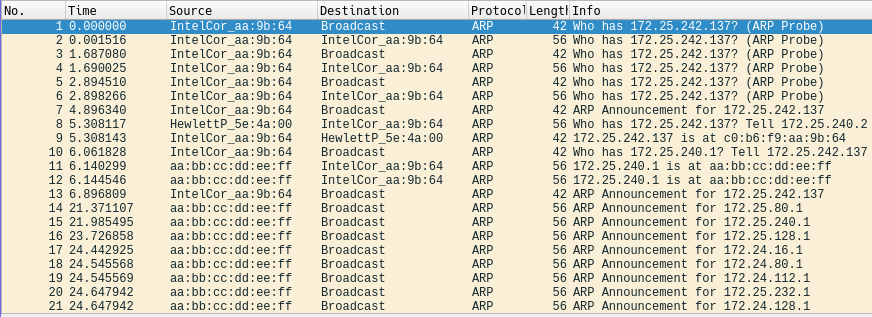 No. Time Source Destination Protocol Length Info
1 0.000000 IntelCor_aa:9b:64 Broadcast ARP 42 Who has 172.25.242.137? (ARP Probe)
2 0.001516 IntelCor_aa:9b:64 IntelCor_aa:9b:64 ARP 56 Who has 172.25.242.137? (ARP Probe)
3 1.687080 IntelCor_aa:9b:64 Broadcast ARP 42 Who has 172.25.242.137? (ARP Probe)
4 1.690025 IntelCor_aa:9b:64 IntelCor_aa:9b:64 ARP 56 Who has 172.25.242.137? (ARP Probe)
5 2.894510 IntelCor_aa:9b:64 Broadcast ARP 42 Who has 172.25.242.137? (ARP Probe)
6 2.898266 IntelCor_aa:9b:64 IntelCor_aa:9b:64 ARP 56 Who has 172.25.242.137? (ARP Probe)
7 4.896340 IntelCor_aa:9b:64 Broadcast ARP 42 ARP Announcement for 172.25.242.137
8 5.308117 HewlettP_5e:4a:00 IntelCor_aa:9b:64 ARP 56 Who has 172.25.242.137? Tell 172.25.240.2
9 5.308143 IntelCor_aa:9b:64 HewlettP_5e:4a:00 ARP 42 172.25.242.137 is at c0:b6:f9:aa:9b:64
10 6.061828 IntelCor_aa:9b:64 Broadcast ARP 42 Who has 172.25.240.1? Tell 172.25.242.137
11 6.140299 aa:bb:cc:dd:ee:ff IntelCor_aa:9b:64 ARP 56 172.25.240.1 is at aa:bb:cc:dd:ee:ff
12 6.144546 aa:bb:cc:dd:ee:ff IntelCor_aa:9b:64 ARP 56 172.25.240.1 is at aa:bb:cc:dd:ee:ff
13 6.896809 IntelCor_aa:9b:64 Broadcast ARP 42 ARP Announcement for 172.25.242.137
14 21.371107 aa:bb:cc:dd:ee:ff Broadcast ARP 56 ARP Announcement for 172.25.80.1
15 21.985495 aa:bb:cc:dd:ee:ff Broadcast ARP 56 ARP Announcement for 172.25.240.1
16 23.726858 aa:bb:cc:dd:ee:ff Broadcast ARP 56 ARP Announcement for 172.25.128.1
17 24.442925 aa:bb:cc:dd:ee:ff Broadcast ARP 56 ARP Announcement for 172.24.16.1
18 24.545568 aa:bb:cc:dd:ee:ff Broadcast ARP 56 ARP Announcement for 172.24.80.1
19 24.545569 aa:bb:cc:dd:ee:ff Broadcast ARP 56 ARP Announcement for 172.24.112.1
20 24.647942 aa:bb:cc:dd:ee:ff Broadcast ARP 56 ARP Announcement for 172.25.232.1
21 24.647942 aa:bb:cc:dd:ee:ff Broadcast ARP 56 ARP Announcement for 172.24.128.1